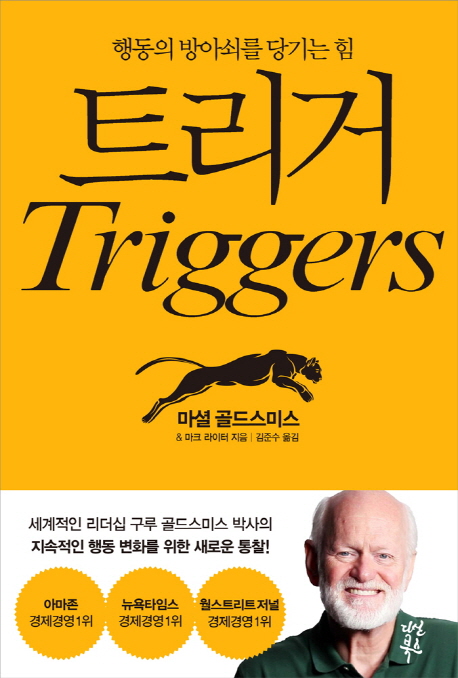 행동의 방아쇠를 당기는 힘
트리거
Triggers
마셜 골드스미스
& 마크 라이터 지음 | 김준수 옮김
세계적인 리더십 구루 골드스미스 박사의
지속적인 행동 변화를 위한 새로운 통찰!
아마존
경제경영 1위
뉴욕타임스
경제경영 1위
월스트리트 저널
경제경영 1위
다산
북스